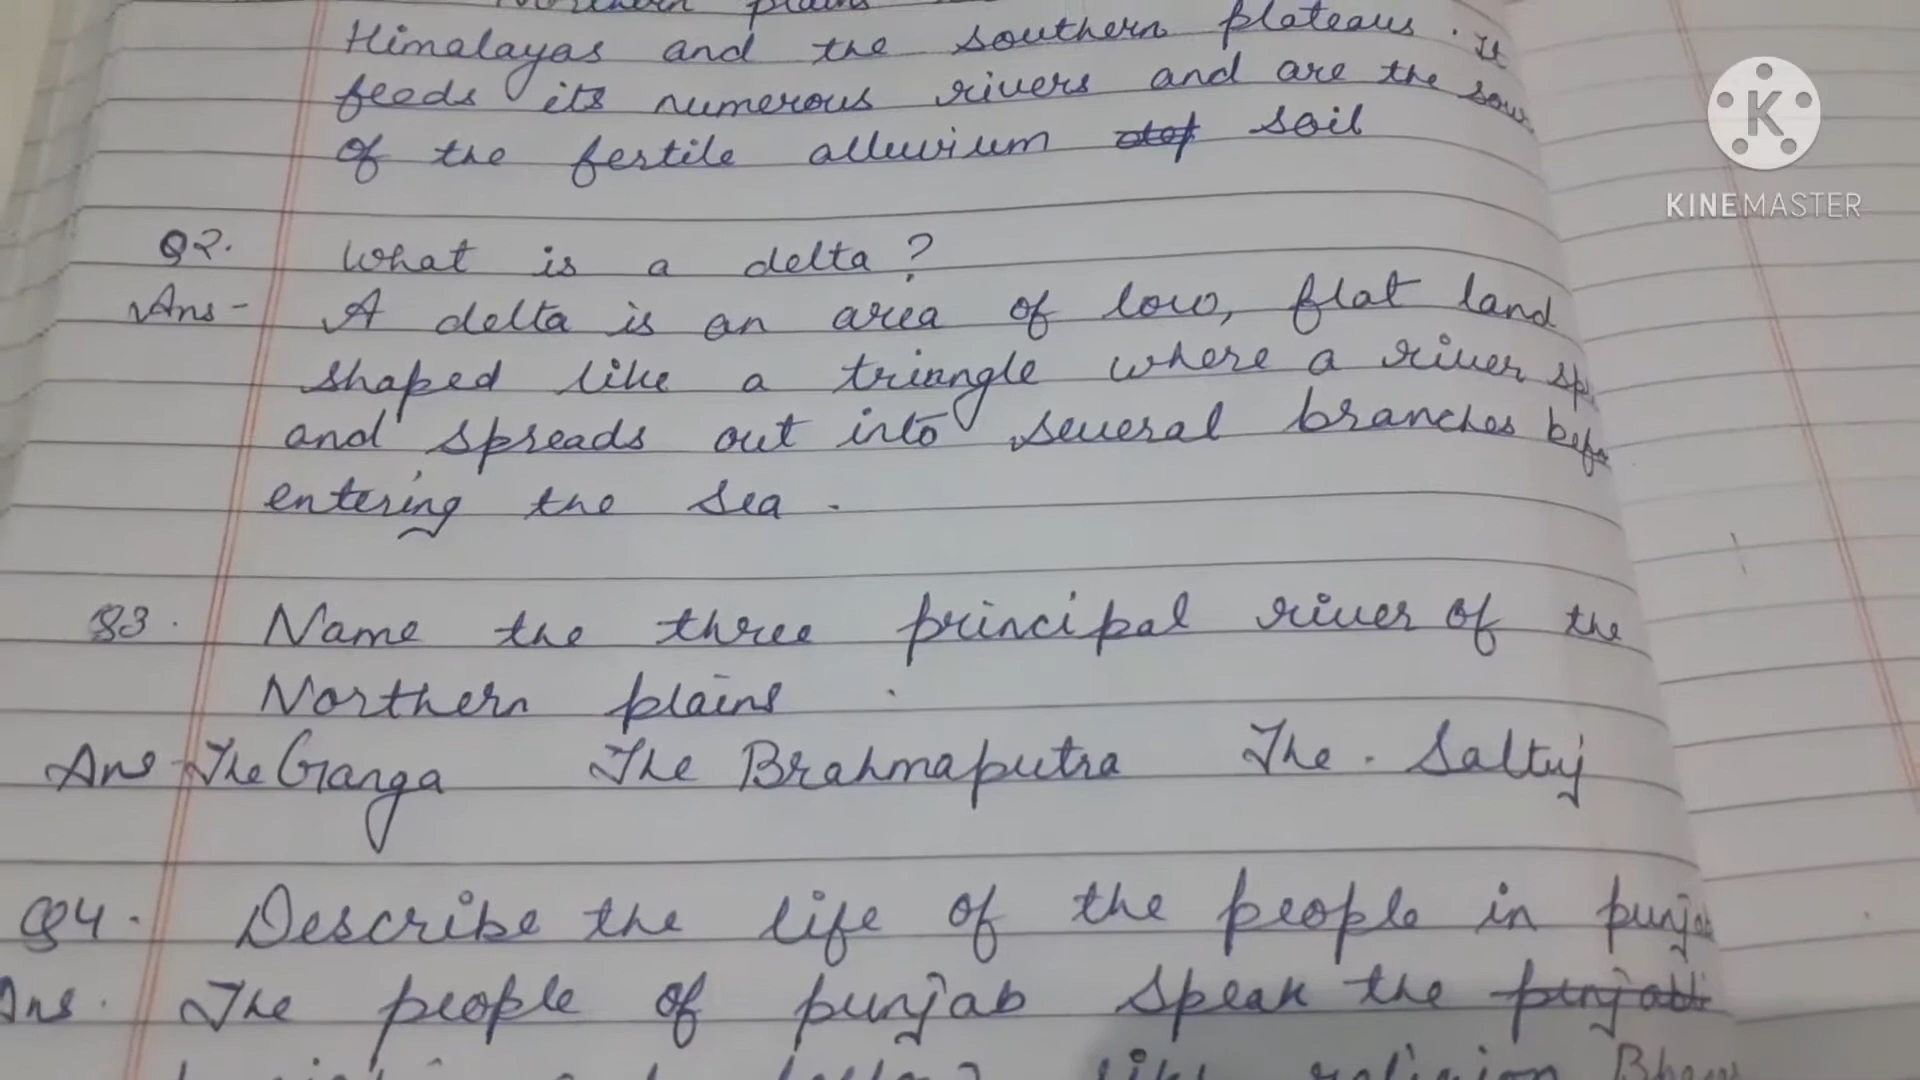 Northern plains
Himalayas and the southern plateaus. It
feeds its numerous rivers and are the
of the fertile alluvium soil
Q2. What is a delta?
Ans- A delta is an area of low, flat land
shaped like a triangle where a river
and spreads out into several branches
entering the sea.
Q3. Name the three principal river of the
Northern plains.
Ans- The Ganga The Brahmaputra The. Saltuj
Q4. Describe the life of the people in
Ans. The people of punjab speak the
religion
KINEMASTER